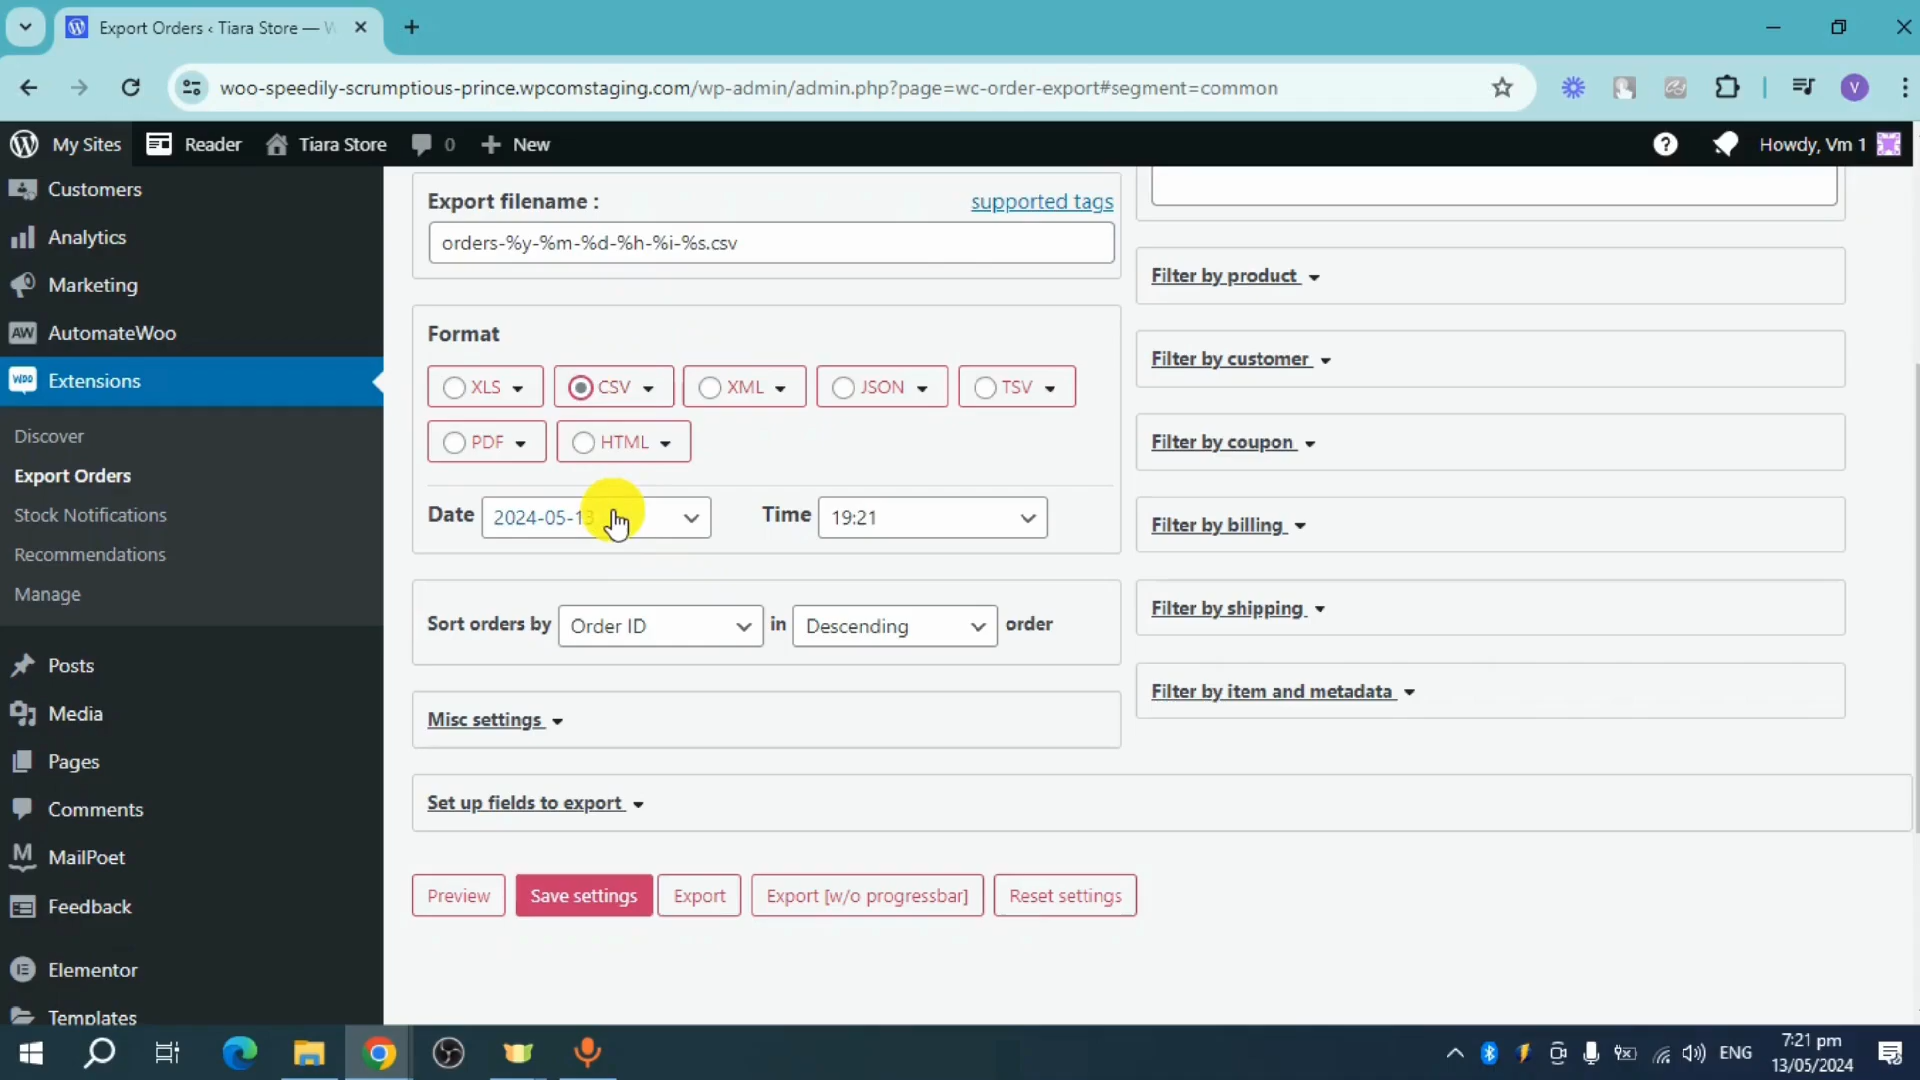 Export Orders ‹ Tiara Store —
woo-speedily-scrumptious-prince.wpcomstaging.com/wp-admin/admin.php?page=wc-order-export#segment=common
V
My Sites
Reader
Tiara Store
0
New
Howdy, Vm 1
Customers
Analytics
Marketing
AW AutomateWoo
WOO Extensions
Discover
Export Orders
Stock Notifications
Recommendations
Manage
Posts
Media
Pages
Comments
M MailPoet
Feedback
Elementor
Templates
Export filename :
supported tags
orders-%y-%m-%d-%h-%i-%s.csv
Format
XLS CSV XML JSON TSV
PDF HTML
Date 2024-05-13 Time 19:21
Sort orders by Order ID in Descending order
Misc settings
Set up fields to export
Preview Save settings Export Export [w/o progressbar] Reset settings
Filter by product
Filter by customer
Filter by coupon
Filter by billing
Filter by shipping
Filter by item and metadata
ENG
7:21 pm
13/05/2024